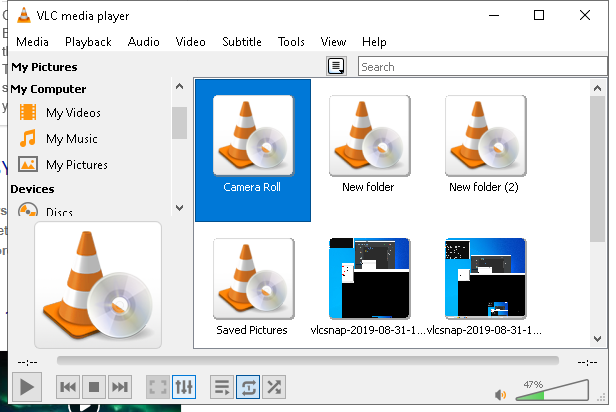 VLC media player
Media Playback Audio Video Subtitle Tools View Help
My Pictures
Search
My Computer
My Videos
My Music
My Pictures
Devices
Discs
Camera Roll
New folder
New folder (2)
Saved Pictures
vlcsnap-2019-08-31-1...
vlcsnap-2019-08-31-1...
--:--
--:--
47%